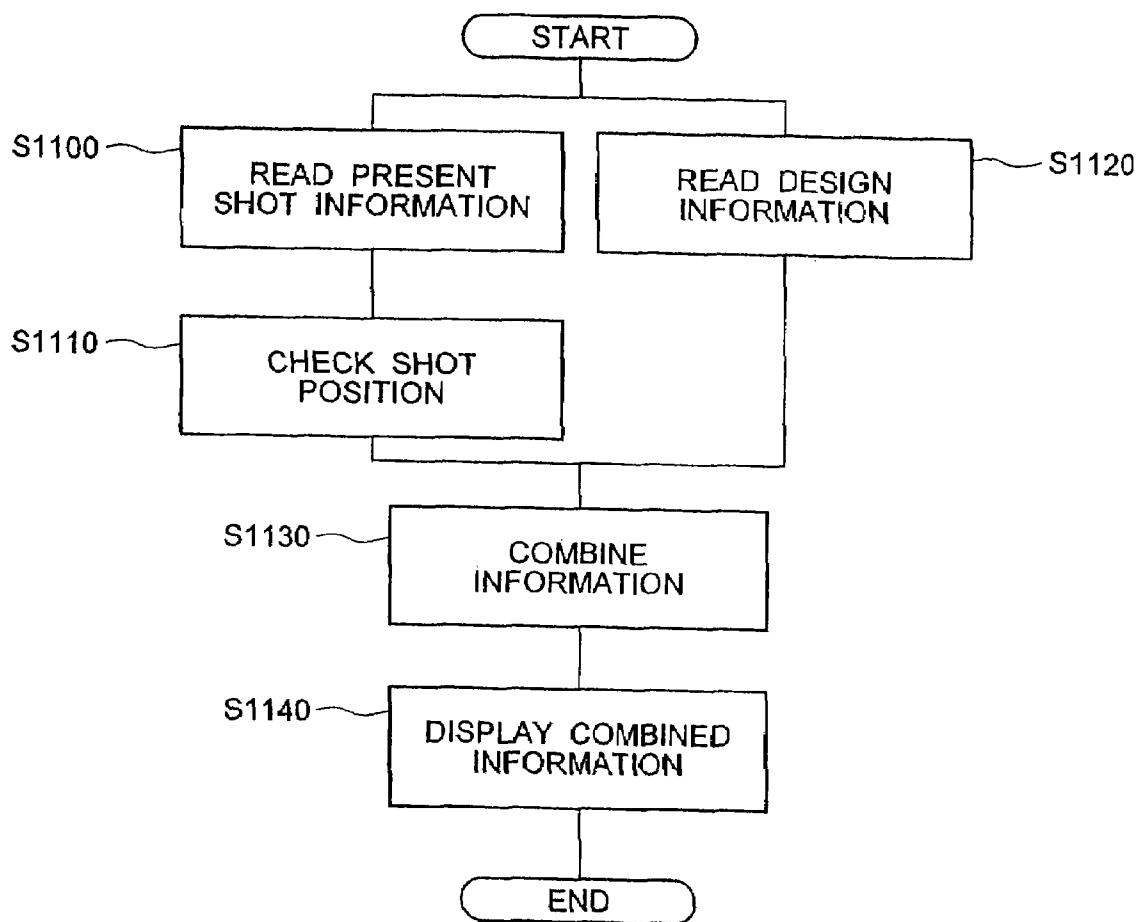 START
S1100
READ PRESENT
SHOT INFORMATION
READ DESIGN
INFORMATION
S1120
S1110
CHECK SHOT
POSITION
S1130
COMBINE
INFORMATION
S1140
DISPLAY COMBINED
INFORMATION
END